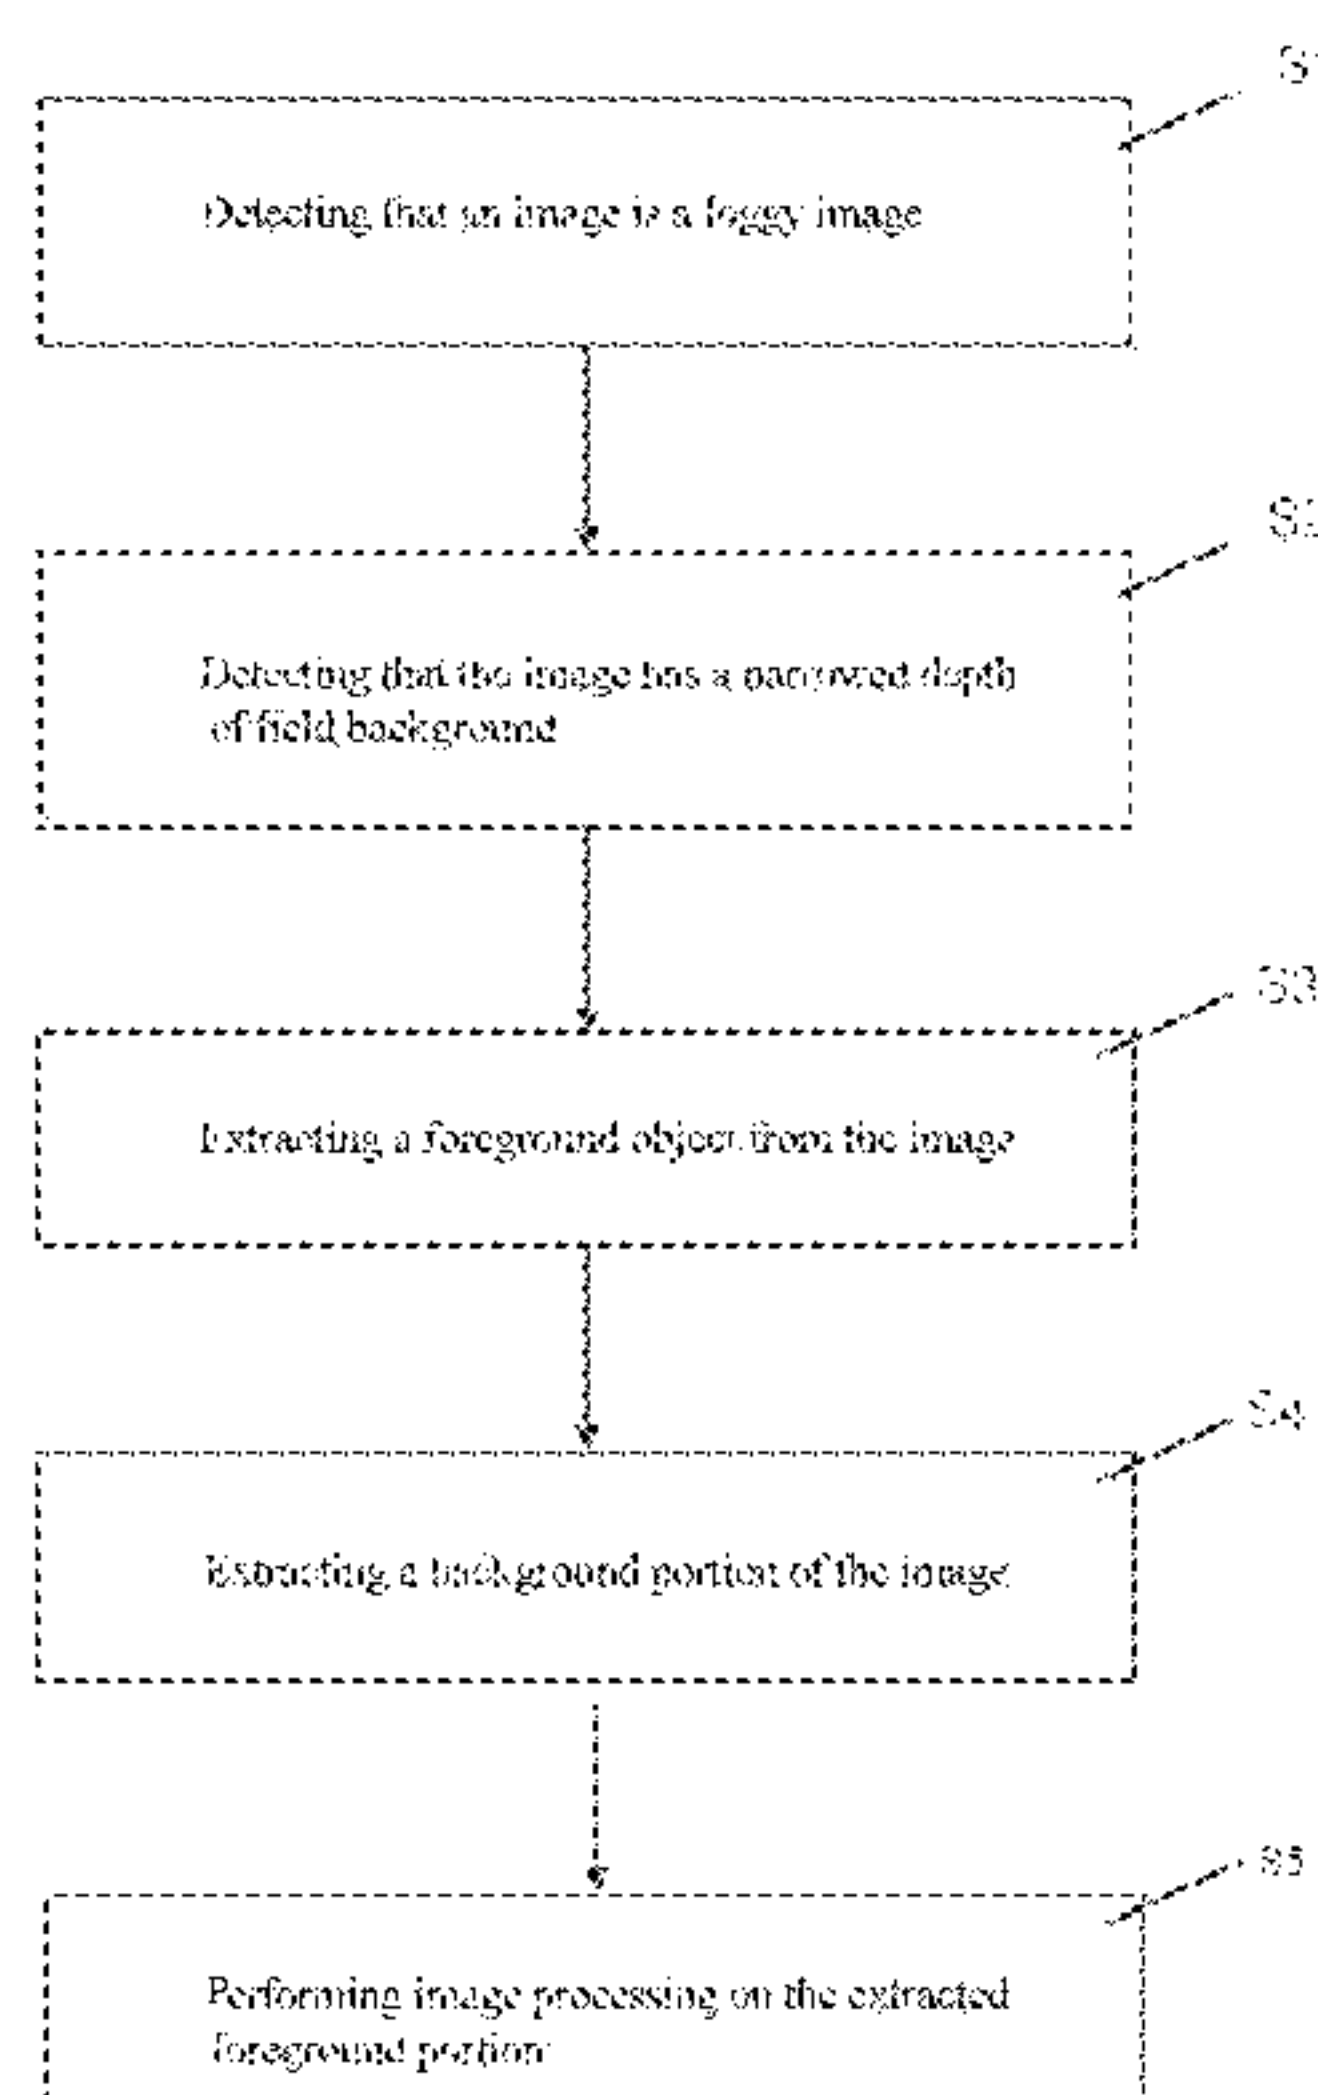 Detecting that an image is a foggy image
S2
Detecting that the image has a narrowed depth
of field background
S3
Extracting a foreground object from the image
S4
Extracting a background portion of the image
S5
Performing image processing on the extracted
foreground portion